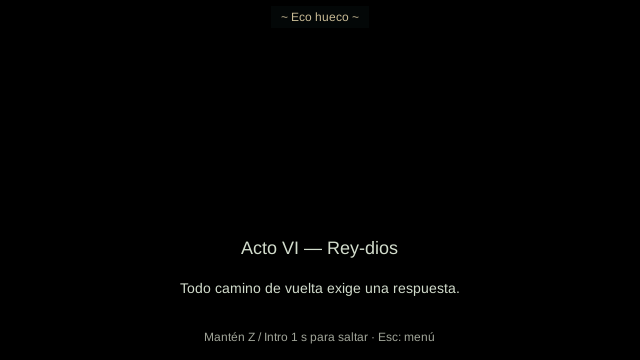 ~ Eco hueco ~
Acto VI — Rey-dios
Todo camino de vuelta exige una respuesta.
Mantén Z / Intro 1 s para saltar · Esc: menú